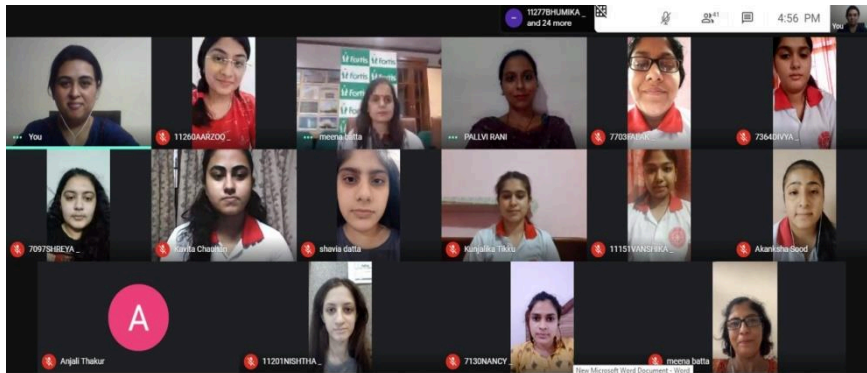 11277BHUMIKA_
and 24 more
41
4:56 PM
You
You
11260AARZOO_
Fortis Fortis
Fortis
meena batta
PALLVI RANI
7364DIVYA_
7097SHREYA_
Kavita Chauhan
shavia datta
Kunjalika Tikku
11151VANSHIKA_
Akanksha Sood
A
Anjali Thakur
11201NISHTHA_
7130NANCY_
meena batta
New Microsoft Word Document - Word